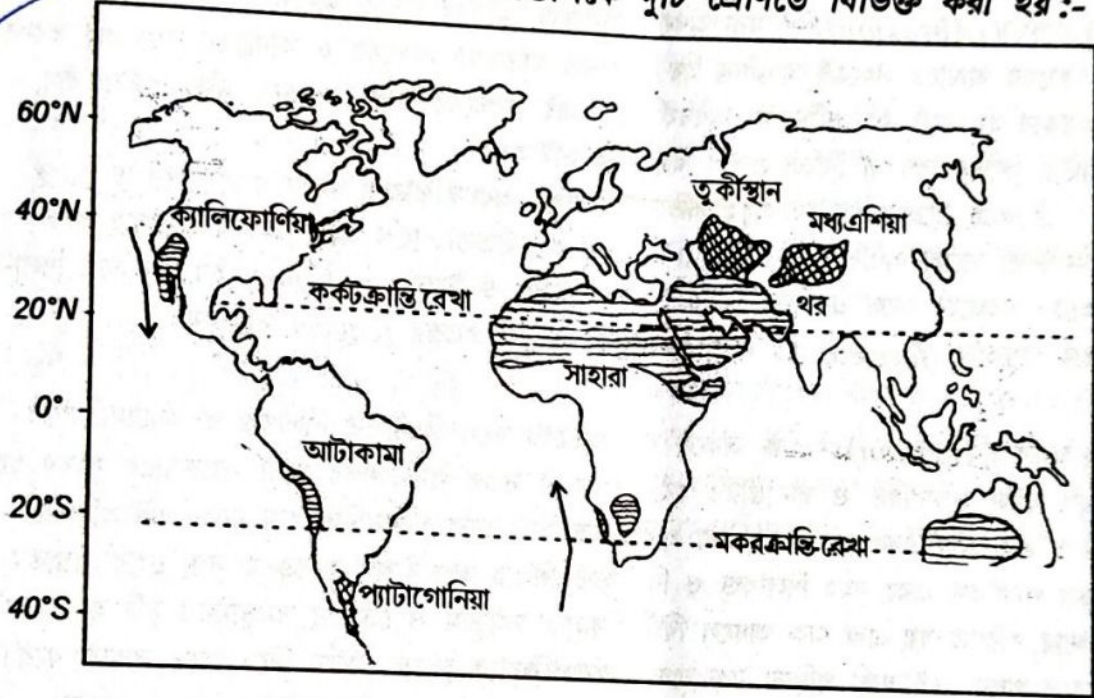 দুটি শ্রেণিতে বিভক্ত করা হয় :-
60°N
তুর্কীস্থান
40°N
ক্যালিফোর্ণিয়া
মধ্যএশিয়া
20°N
কর্কটক্রান্তি রেখা
থর
সাহারা
0°
আটাকামা
20°S
মকরক্রান্তি রেখা
প্যাটাগোনিয়া
40°S